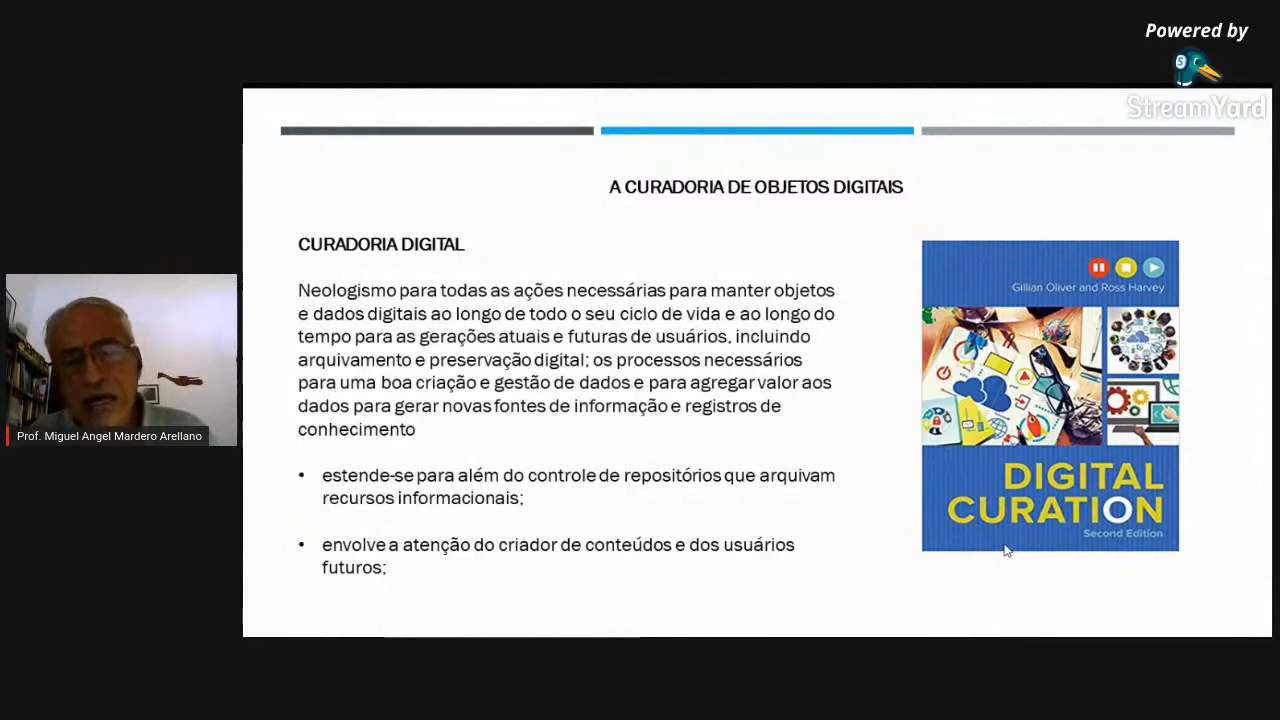 Powered by
StreamYard
A CURADORIA DE OBJETOS DIGITAIS
CURADORIA DIGITAL
Neologismo para todas as ações necessárias para manter objetos
e dados digitais ao longo de todo o seu ciclo de vida e ao longo do
tempo para as gerações atuais e futuras de usuários, incluindo
arquivamento e preservação digital; os processos necessários
para uma boa criação e gestão de dados e para agregar valor aos
dados para gerar novas fontes de informação e registros de
conhecimento
• estende-se para além do controle de repositórios que arquivam
recursos informacionais;
• envolve a atenção do criador de conteúdos e dos usuários
futuros;
Gillian Oliver and Ross Harvey
DIGITAL
CURATION
Second Edition
Prof. Miguel Angel Mardero Arellano